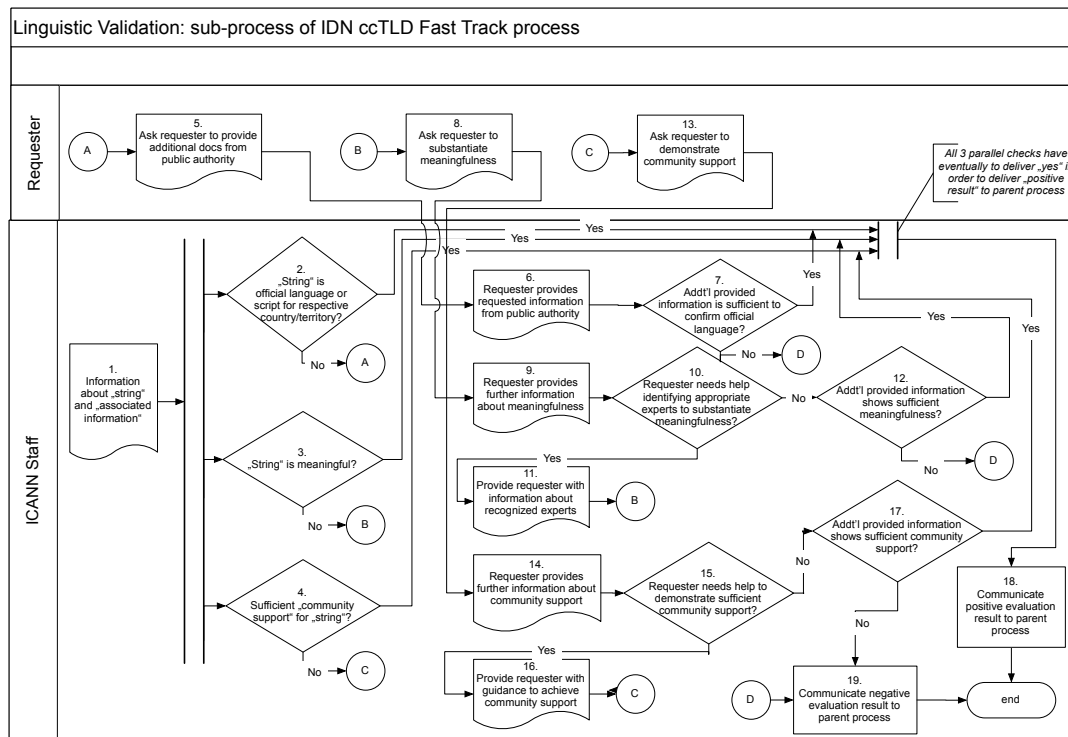 Linguistic Validation: sub-process of IDN ccTLD Fast Track process
Requester
A
5.
Ask requester to provide
additional docs from
public authority
B
8.
Ask requester to
substantiate
meaningfulness
C
13.
Ask requester to
demonstrate
community support
All 3 parallel checks have
eventually to deliver „yes“ i
order to deliver „positive
result“ to parent process
ICANN Staff
1.
Information
about „string“
and „associated
information“
2.
„String“ is
official language or
script for respective
country/territory?
Yes
No
A
3.
„String“ is meaningful?
Yes
No
B
4.
Sufficient „community
support“ for „string“?
Yes
No
C
6.
Requester provides
requested information
from public authority
7.
Addt’l provided
information is sufficient to
confirm official
language?
Yes
No
D
9.
Requester provides
further information
about meaningfulness
10.
Requester needs help
identifying appropriate
experts to substantiate
meaningfulness?
No
Yes
12.
Addt’l provided information
shows sufficient
meaningfulness?
Yes
No
D
11.
Provide requester with
information about
recognized experts
B
14.
Requester provides
further information about
community support
15.
Requester needs help to
demonstrate sufficient
community support?
No
Yes
17.
Addt’l provided information
shows sufficient community
support?
Yes
No
16.
Provide requester with
guidance to achieve
community support
C
18.
Communicate
positive evaluation
result to parent
process
D
19.
Communicate negative
evaluation result to
parent process
end